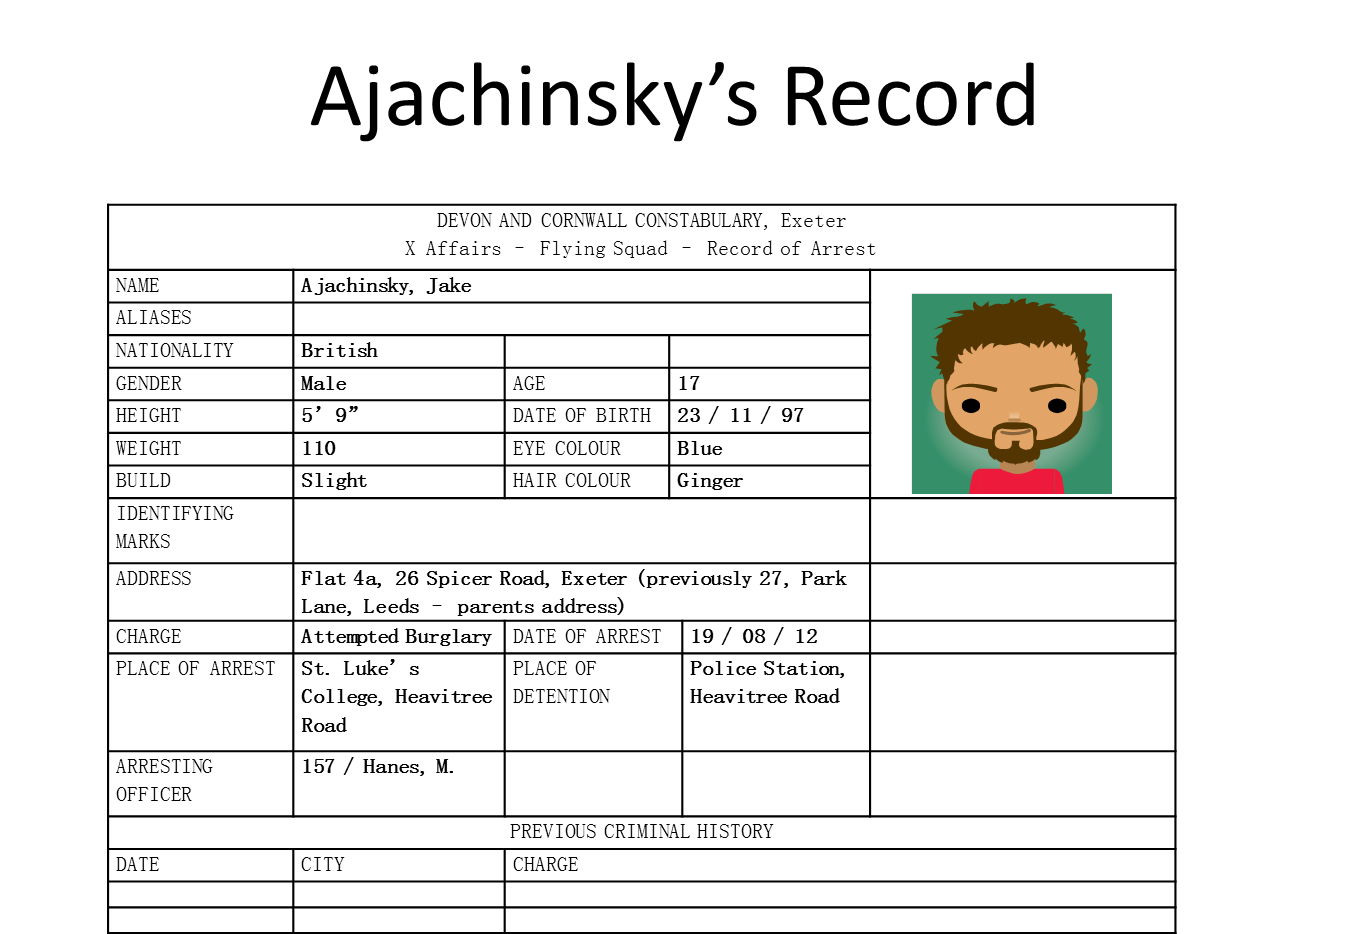 Ajachinsky’s Record
DEVON AND CORNWALL CONSTABULARY, Exeter
X Affairs – Flying Squad – Record of Arrest
NAME Ajachinsky, Jake
ALIASES
NATIONALITY British
GENDER Male AGE 17
HEIGHT 5’ 9” DATE OF BIRTH 23 / 11 / 97
WEIGHT 110 EYE COLOUR Blue
BUILD Slight HAIR COLOUR Ginger
IDENTIFYING
MARKS
ADDRESS Flat 4a, 26 Spicer Road, Exeter (previously 27, Park
Lane, Leeds – parents address)
CHARGE Attempted Burglary DATE OF ARREST 19 / 08 / 12
PLACE OF ARREST St. Luke’s PLACE OF Police Station,
College, Heavitree DETENTION Heavitree Road
Road
ARRESTING 157 / Hanes, M.
OFFICER
PREVIOUS CRIMINAL HISTORY
DATE CITY CHARGE